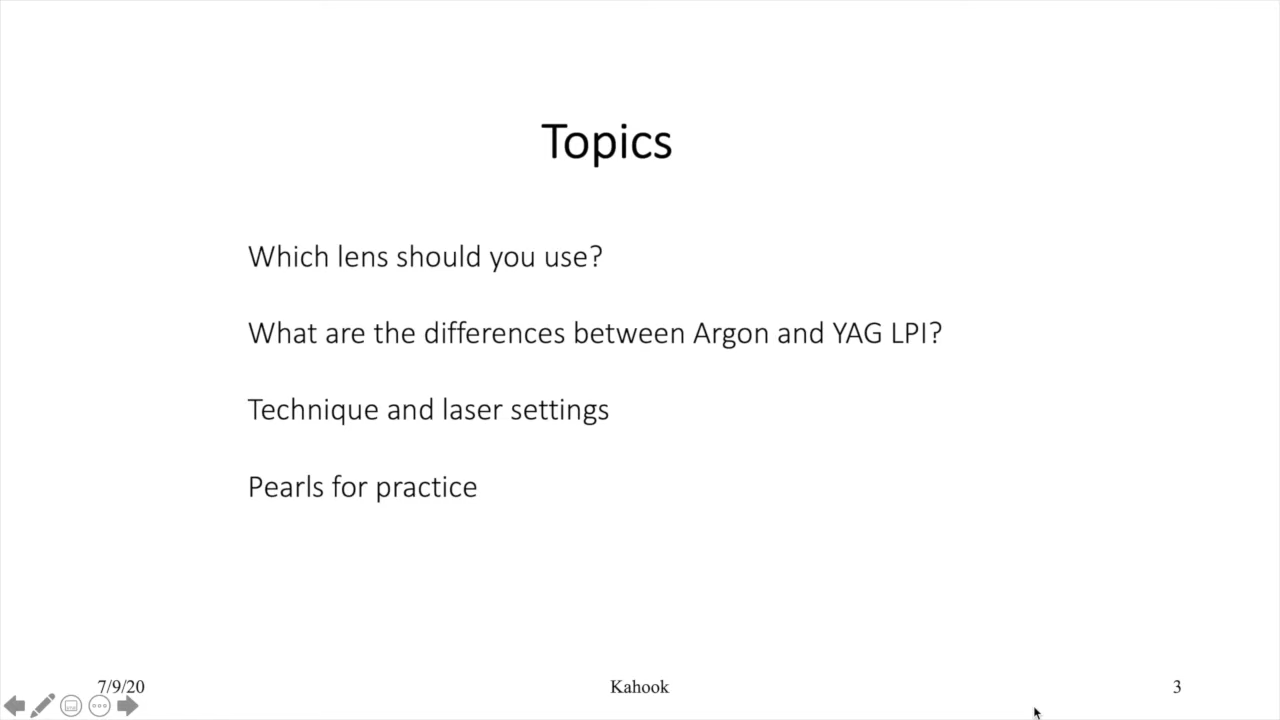 Topics
Which lens should you use?
What are the differences between Argon and YAG LPI?
Technique and laser settings
Pearls for practice
7/9/20
Kahook
3